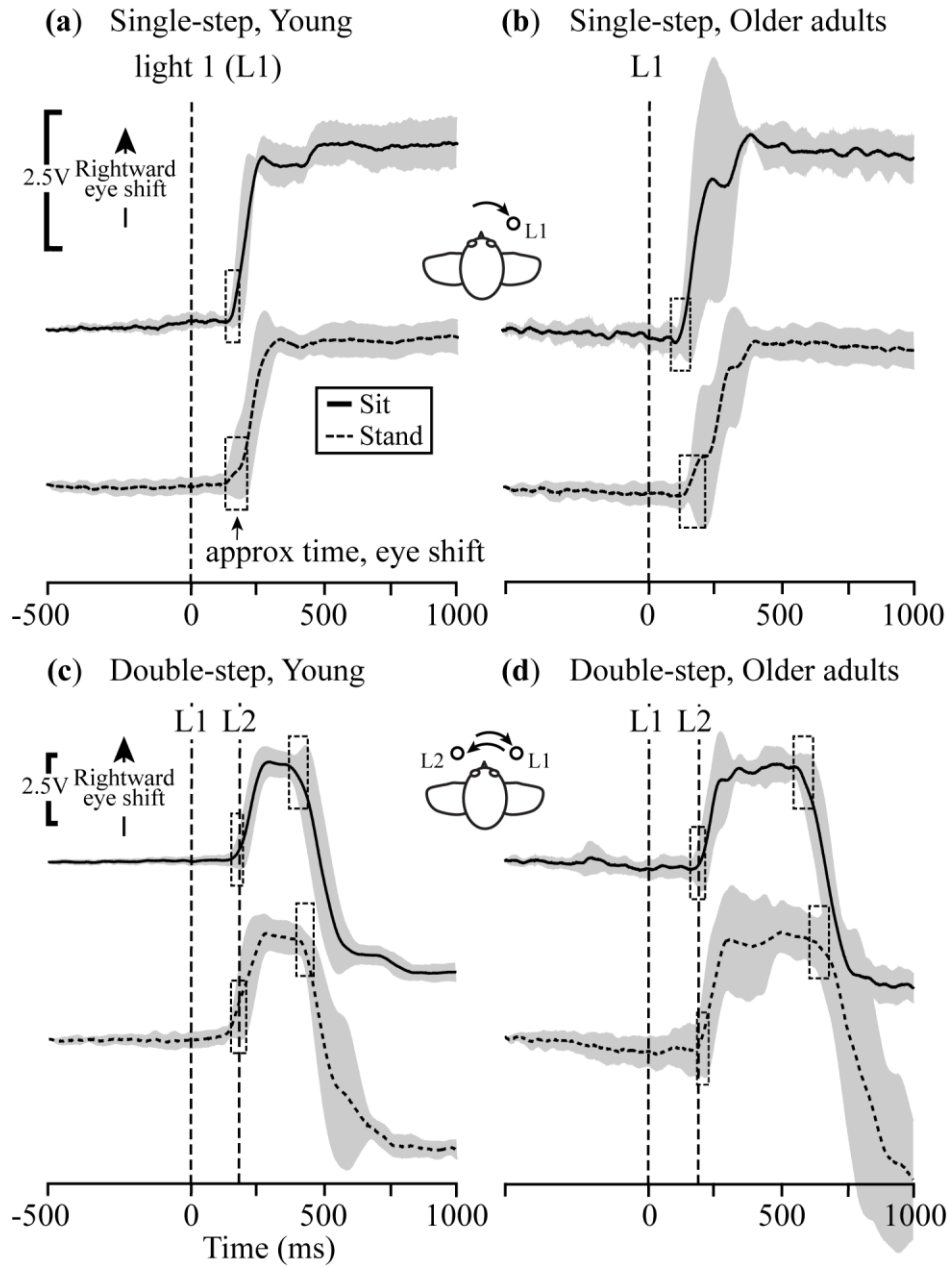 (a) Single-step, Young
light 1 (L1)
2.5V
Rightward
eye shift
(b) Single-step, Older adults
L1
L1
Sit
Stand
approx time, eye shift
-500 0 500 1000
0 500 1000
(c) Double-step, Young
L1 L2
2.5V
Rightward
eye shift
(d) Double-step, Older adults
L1 L2
L2 L1
-500 0 500 1000
Time (ms)
0 500 1000